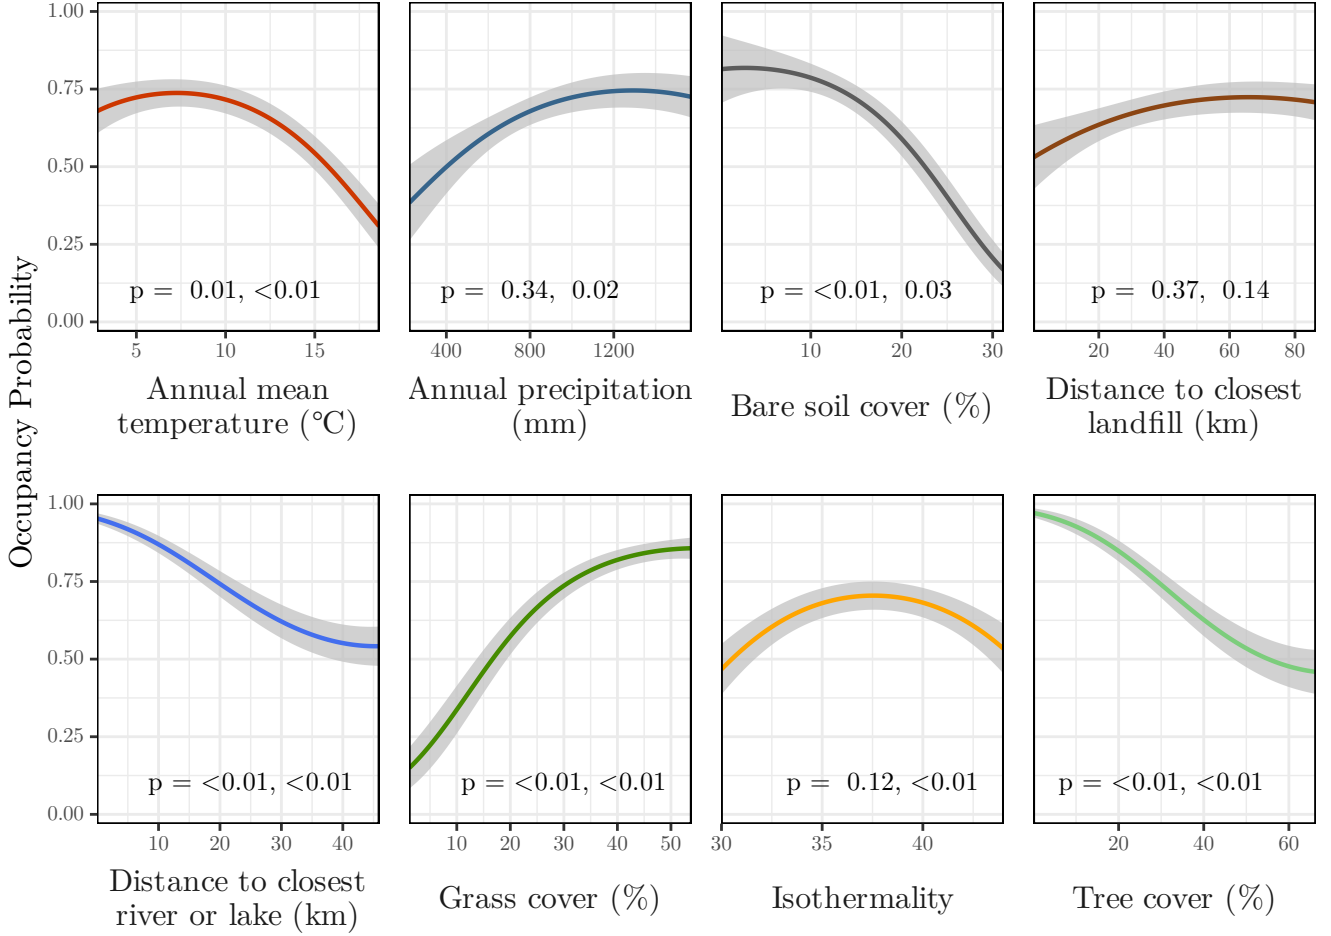 Occupancy Probability
1.00
0.75
0.50
0.25
0.00
p = 0.01, <0.01
p = 0.34, 0.02
p = <0.01, 0.03
p = 0.37, 0.14
5 10 15
400 800 1200
10 20 30
20 40 60 80
Annual mean
temperature (°C)
Annual precipitation
(mm)
Bare soil cover (%)
Distance to closest
landfill (km)
1.00
0.75
0.50
0.25
0.00
p = <0.01, <0.01
p = <0.01, <0.01
p = 0.12, <0.01
p = <0.01, <0.01
10 20 30 40
10 20 30 40 50
30 35 40
20 40 60
Distance to closest
river or lake (km)
Grass cover (%)
Isothermality
Tree cover (%)